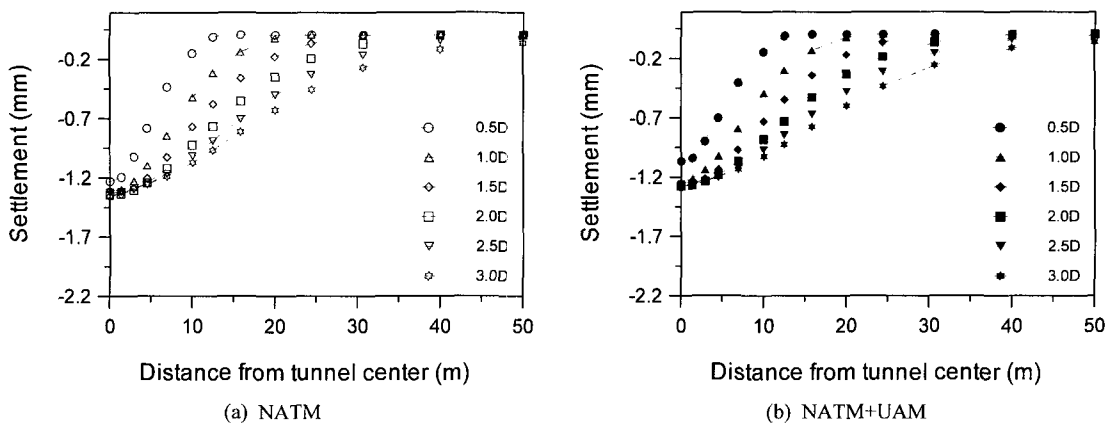 -0.2
-0.7
-1.2
-1.7
-2.2
Settlement (mm)
0.5D
1.0D
1.5D
2.0D
2.5D
3.0D
0 10 20 30 40 50
Distance from tunnel center (m)
(a) NATM
-0.2
-0.7
-1.2
-1.7
-2.2
Settlement (mm)
0.5D
1.0D
1.5D
2.0D
2.5D
3.0D
0 10 20 30 40 50
Distance from tunnel center (m)
(b) NATM+UAM